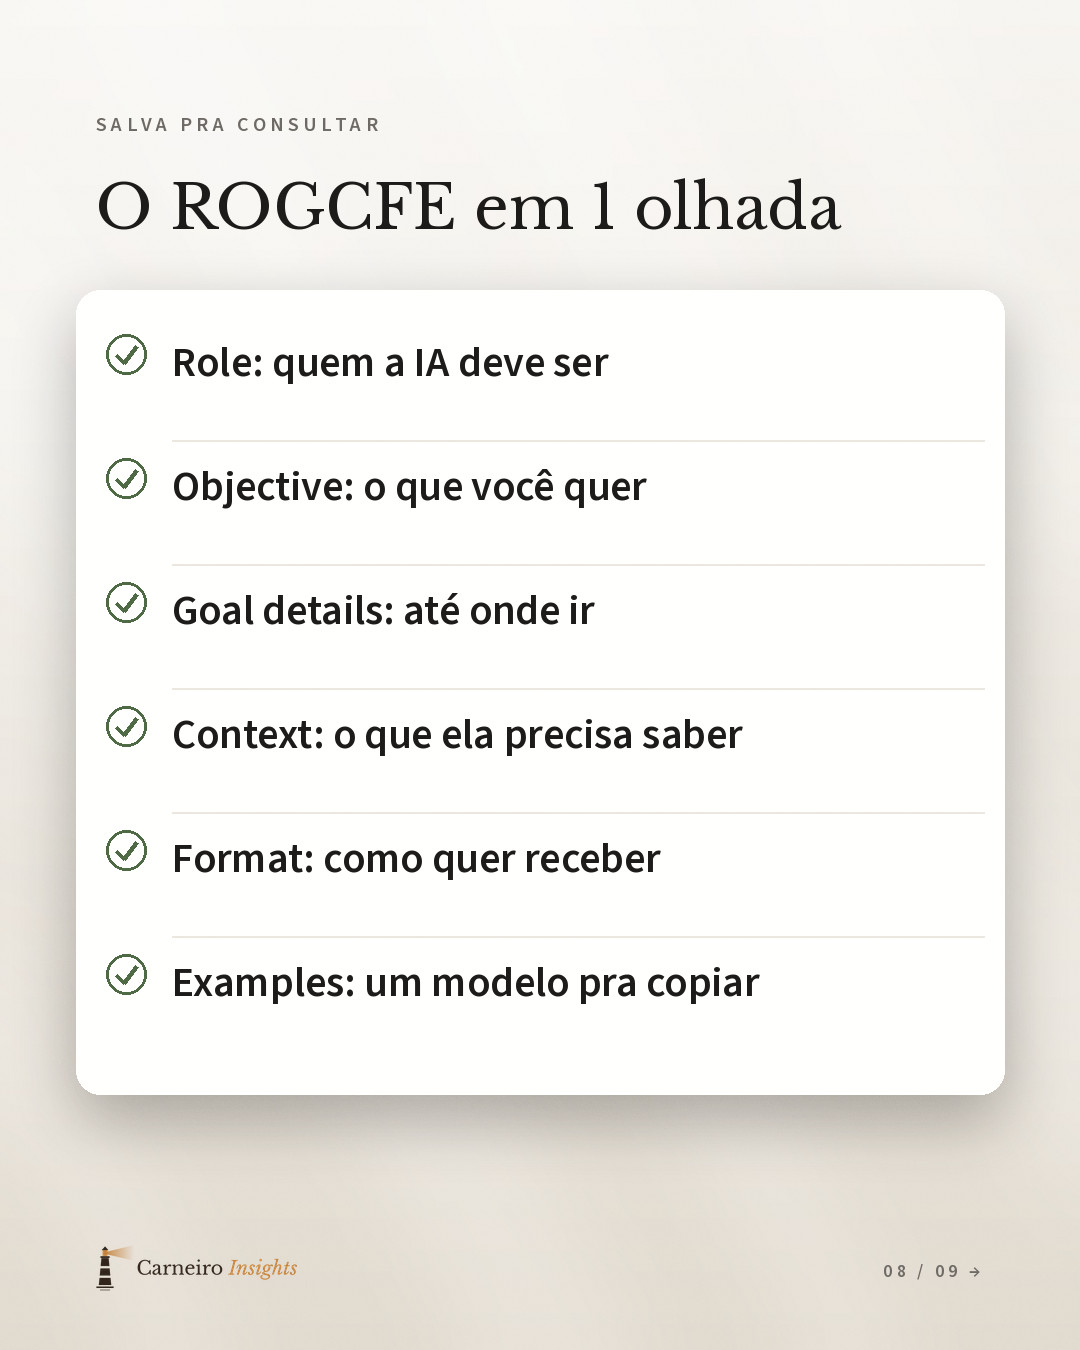 SALVA PRA CONSULTAR
O ROGCFE em 1 olhada
Role: quem a IA deve ser
Objective: o que você quer
Goal details: até onde ir
Context: o que ela precisa saber
Format: como quer receber
Examples: um modelo pra copiar
Carneiro Insights
08 / 09 →